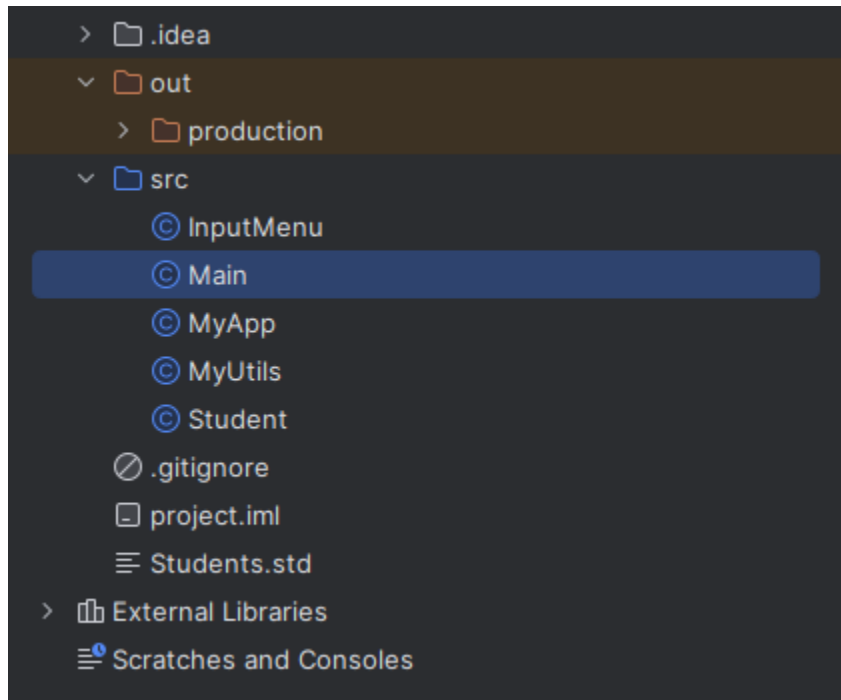 .idea
out
production
src
InputMenu
Main
MyApp
MyUtils
Student
.gitignore
project.iml
Students.std
External Libraries
Scratches and Consoles